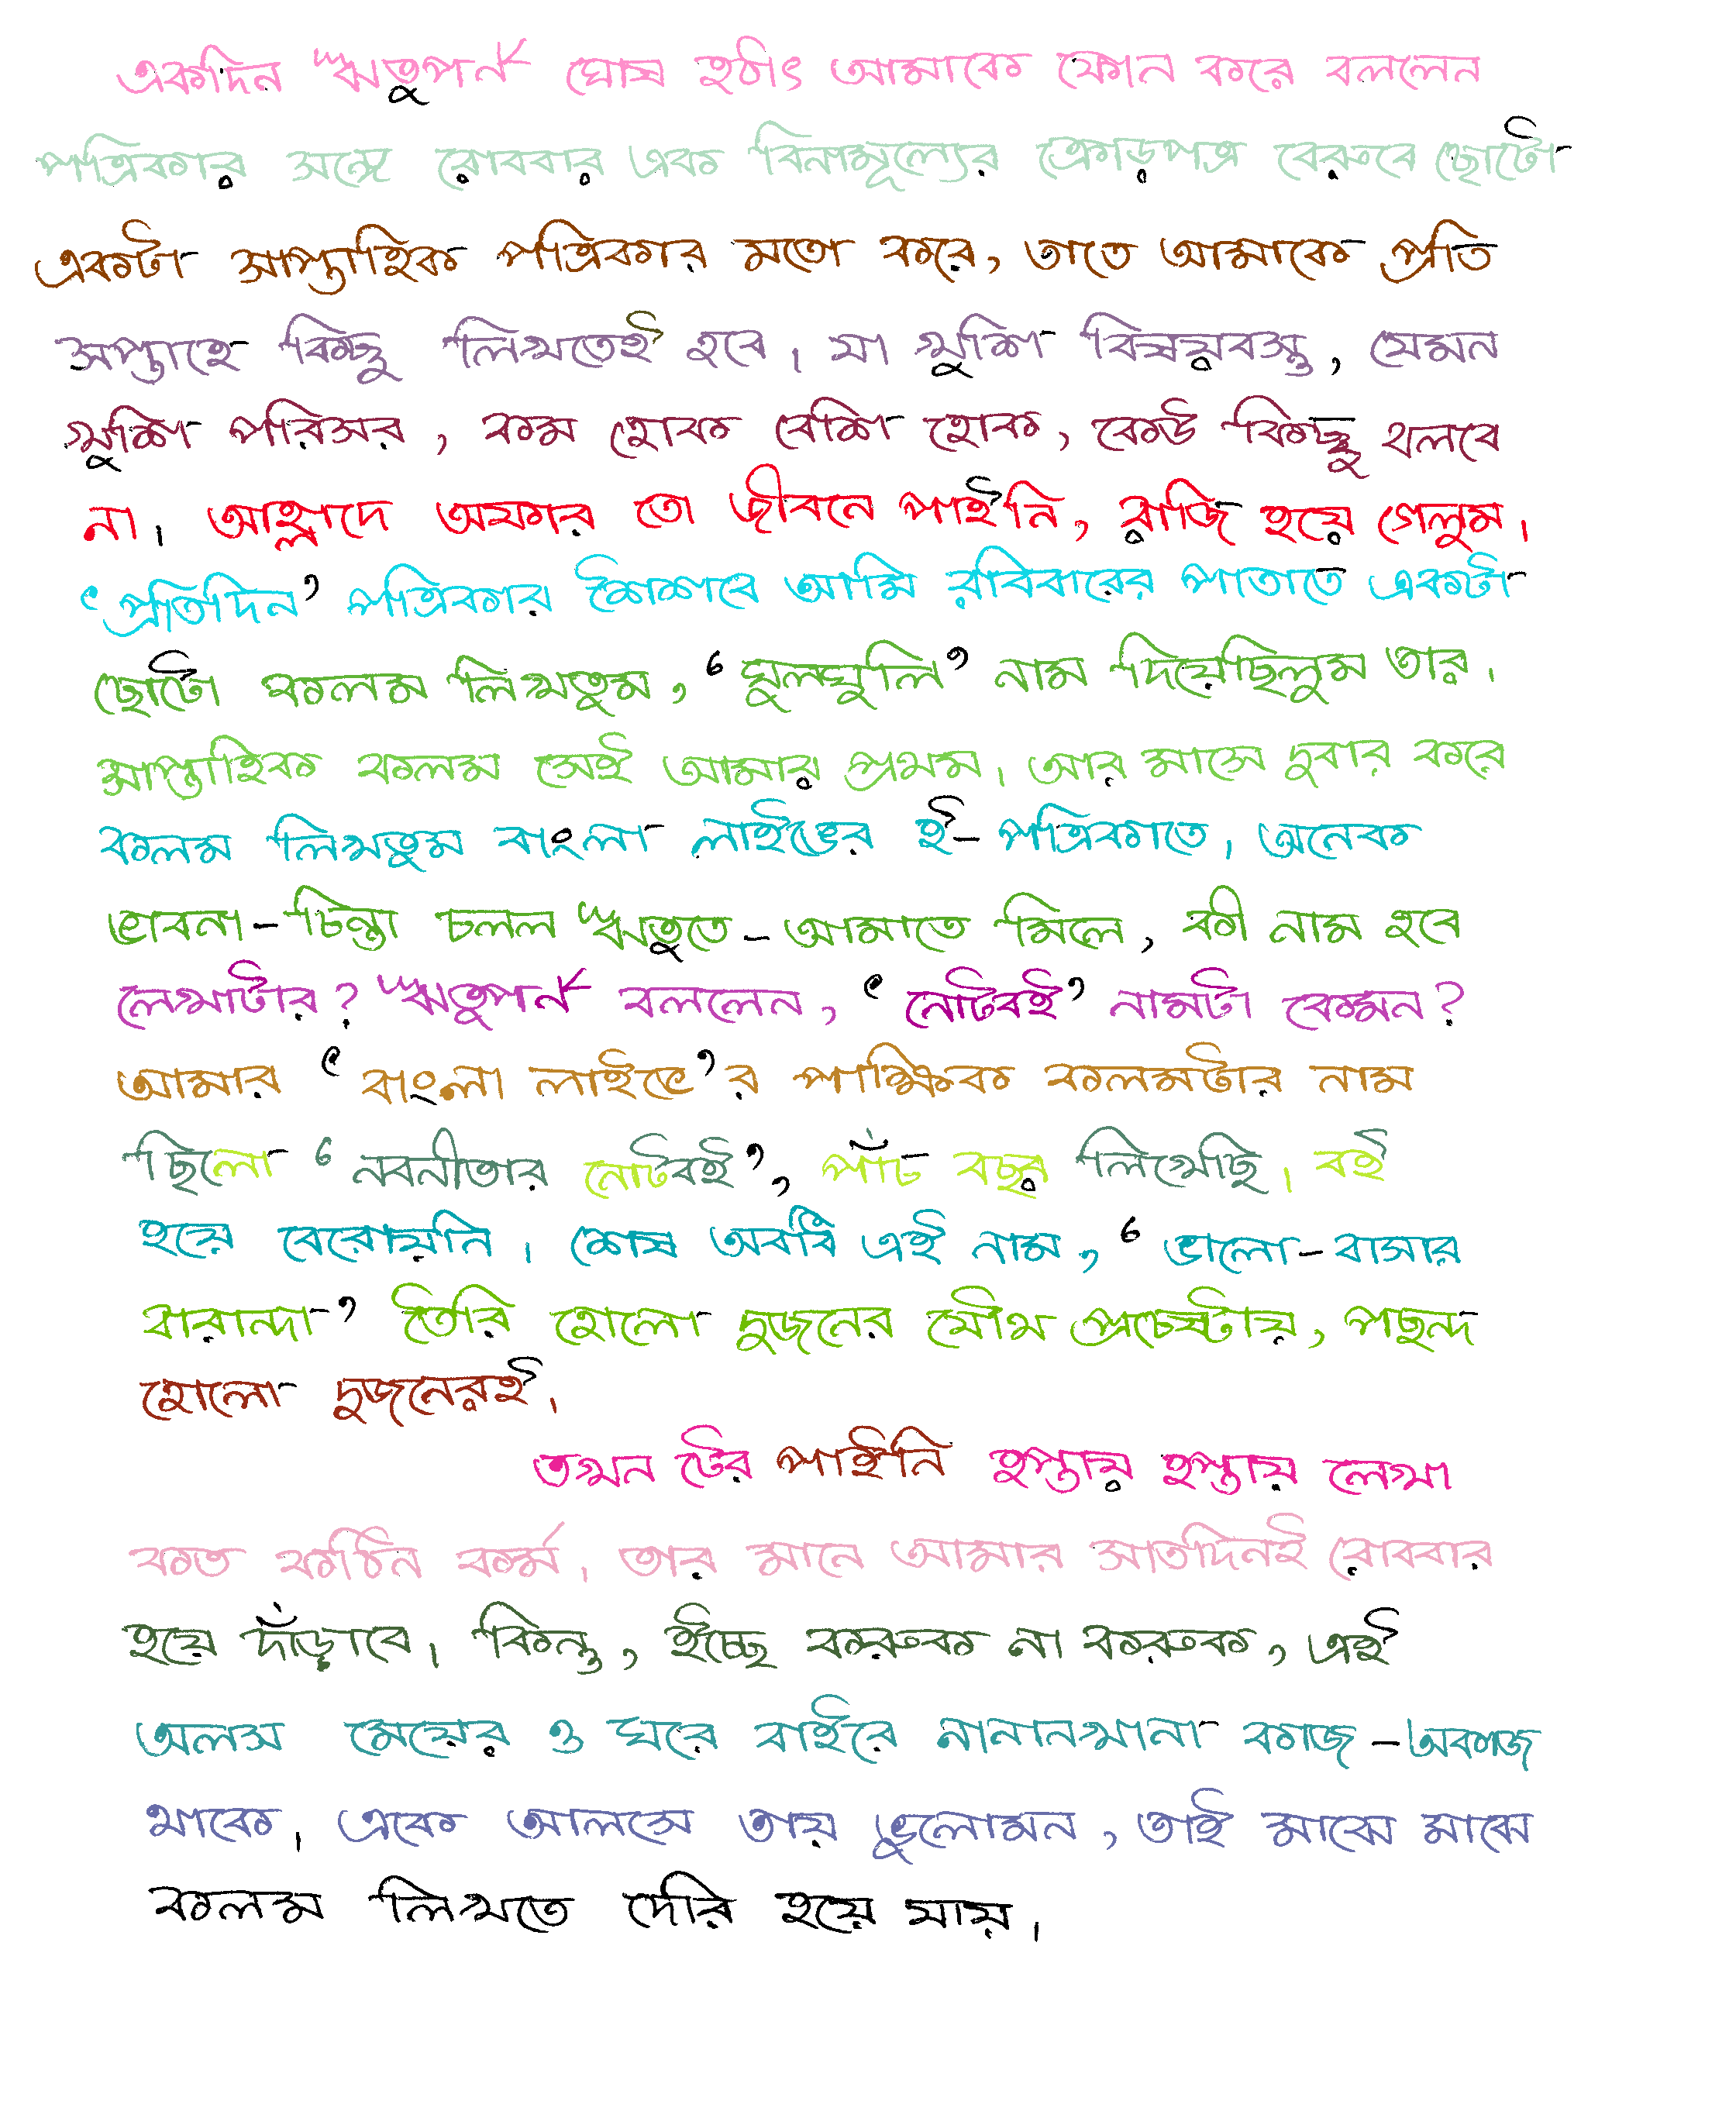 একদিন ঋতুপর্ণ ঘোষ হঠাৎ আমাকে ফোন করে বললেন
পত্রিকার সঙ্গে রোববার এক বিনামূল্যের ক্রোড়পত্র বেরুবে ছোটো
একটা সাপ্তাহিক পত্রিকার মতো করে, তাতে আমাকে প্রতি
সপ্তাহে কিচ্ছু লিখতেই হবে। যা খুশি বিষয়বস্তু, যেমন
খুশি পরিসর, কম হোক বেশি হোক, কেউ কিচ্ছু বলবে
না। আহ্লাদে অফার তো জীবনে পাইনি, রাজি হয়ে গেলুম।
'প্রতিদিন' পত্রিকার শৈশবে আমি রবিবারের পাতাতে একটা
ছোটো কলম লিখতুম, 'ঘুলঘুলি' নাম দিয়েছিলুম তার।
সাপ্তাহিক কলম সেই আমার প্রথম। আর মাসে দুবার করে
কলম লিখতুম বাংলা লাইভের ই-পত্রিকাতে। অনেক
ভাবনা-চিন্তা চলল ঋতুতে-আমাতে মিলে, কী নাম হবে
লেখাটার? ঋতুপর্ণ বললেন, 'নোটবই' নামটা কেমন?
আমার 'বাংলা লাইভে'র পাক্ষিক কলমটার নাম
ছিলো 'নবনীতার নোটবই', পাঁচ বছর লিখেছি। বই
হয়ে বেরোয়নি। শেষ অবধি এই নাম, 'ভালো-বাসার
বারান্দা' তৈরি হোলো দুজনের যৌথ প্রচেষ্টায়, পছন্দ
হোলো দুজনেরই।
তখন টের পাইনি হপ্তায় হপ্তায় লেখা
কত কঠিন কর্ম। তার মানে আমার সাতদিনই রোববার
হয়ে দাঁড়াবে। কিন্তু, ইচ্ছে করুক না করুক, এই
অলস মেয়ের ও ঘরে বাইরে নানানখানা কাজ-অকাজ
থাকে। একে আলসে তায় ভুলোমন, তাই মাঝে মাঝে
কলম লিখতে দেরি হয়ে যায়।